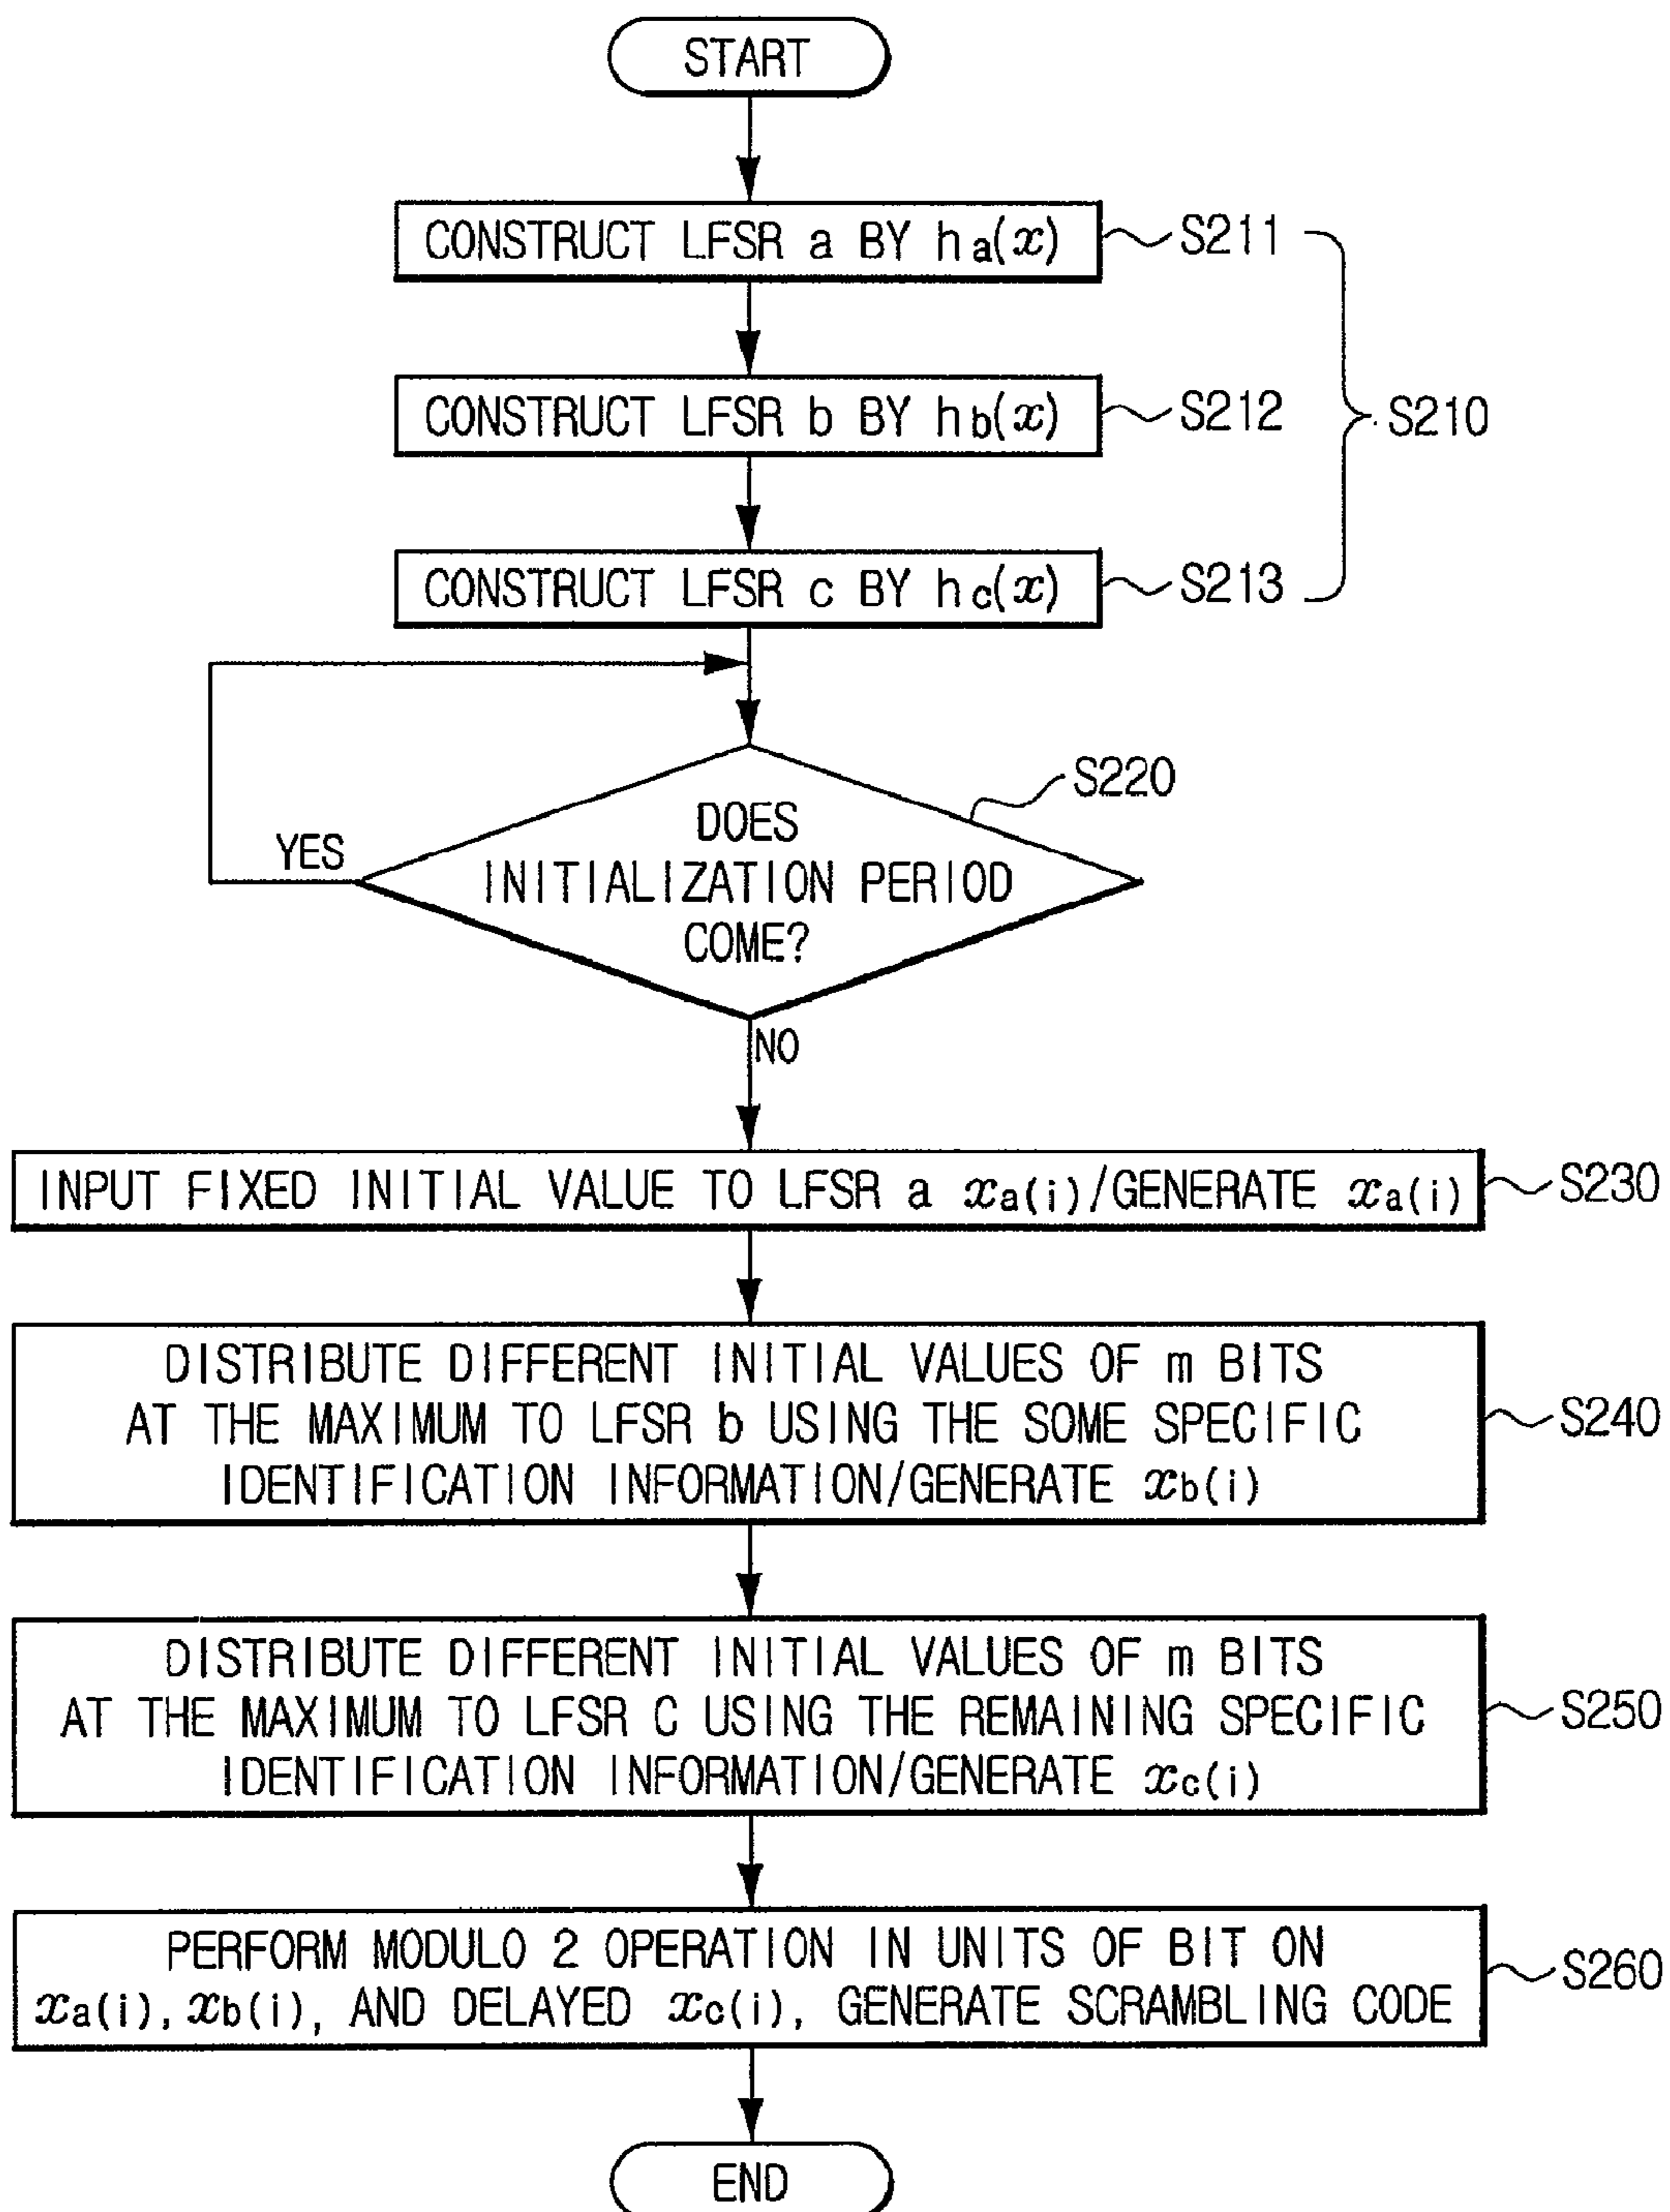 START
CONSTRUCT LFSR a BY ha(x)
S211
CONSTRUCT LFSR b BY hb(x)
S212
S210
CONSTRUCT LFSR c BY hc(x)
S213
S220
DOES
INITIALIZATION PERIOD
COME?
YES
NO
INPUT FIXED INITIAL VALUE TO LFSR a xa(i)/GENERATE xa(i)
S230
DISTRIBUTE DIFFERENT INITIAL VALUES OF m BITS
AT THE MAXIMUM TO LFSR b USING THE SOME SPECIFIC
IDENTIFICATION INFORMATION/GENERATE xb(i)
S240
DISTRIBUTE DIFFERENT INITIAL VALUES OF m BITS
AT THE MAXIMUM TO LFSR C USING THE REMAINING SPECIFIC
IDENTIFICATION INFORMATION/GENERATE xc(i)
S250
PERFORM MODULO 2 OPERATION IN UNITS OF BIT ON
xa(i), xb(i), AND DELAYED xc(i), GENERATE SCRAMBLING CODE
S260
END